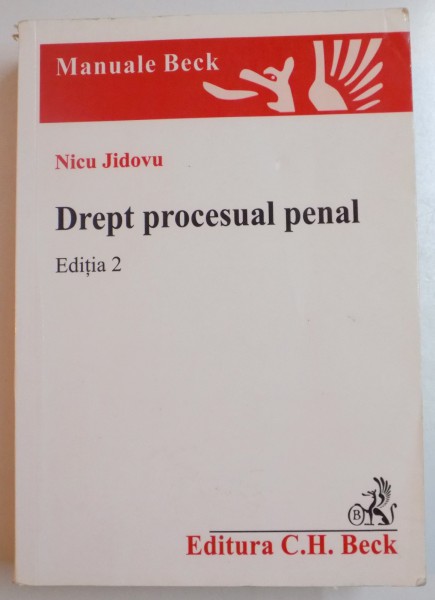 Manuale Beck
Nicu Jidovu
Drept procesual penal
Ediția 2
B
Editura C.H. Beck